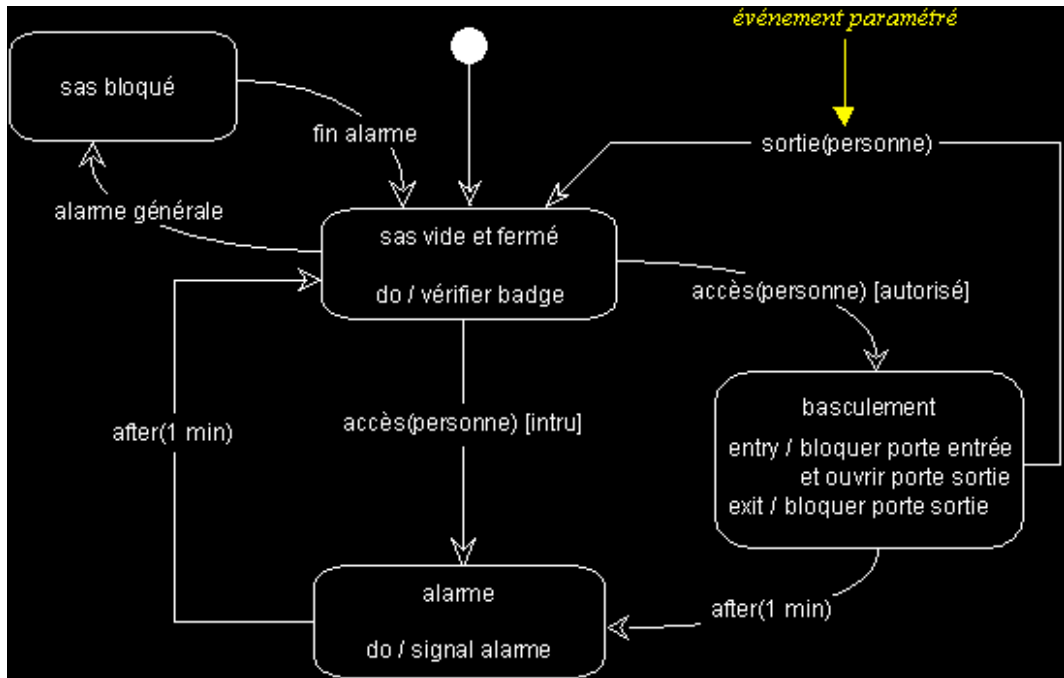 événement paramétré
sas bloqué
fin alarme
sortie(personne)
alarme générale
sas vide et fermé
do / vérifier badge
accès(personne) [autorisé]
basculement
entry / bloquer porte entrée
et ouvrir porte sortie
exit / bloquer porte sortie
accès(personne) [intru]
after(1 min)
alarme
do / signal alarme
after(1 min)